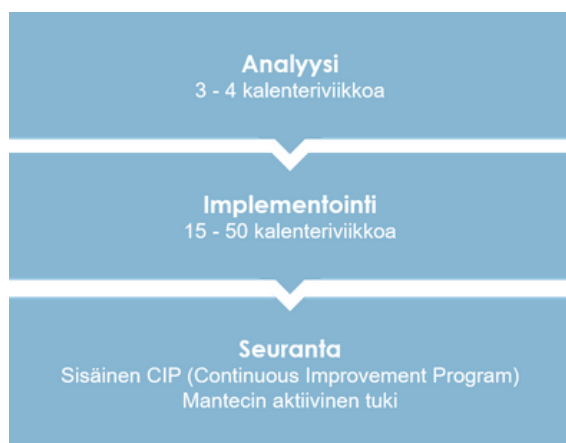 Analyysi
3 - 4 kalenteriviikkoa
Implementointi
15 - 50 kalenteriviikkoa
Seuranta
Sisäinen CIP (Continuous Improvement Program)
Mantecin aktiivinen tuki